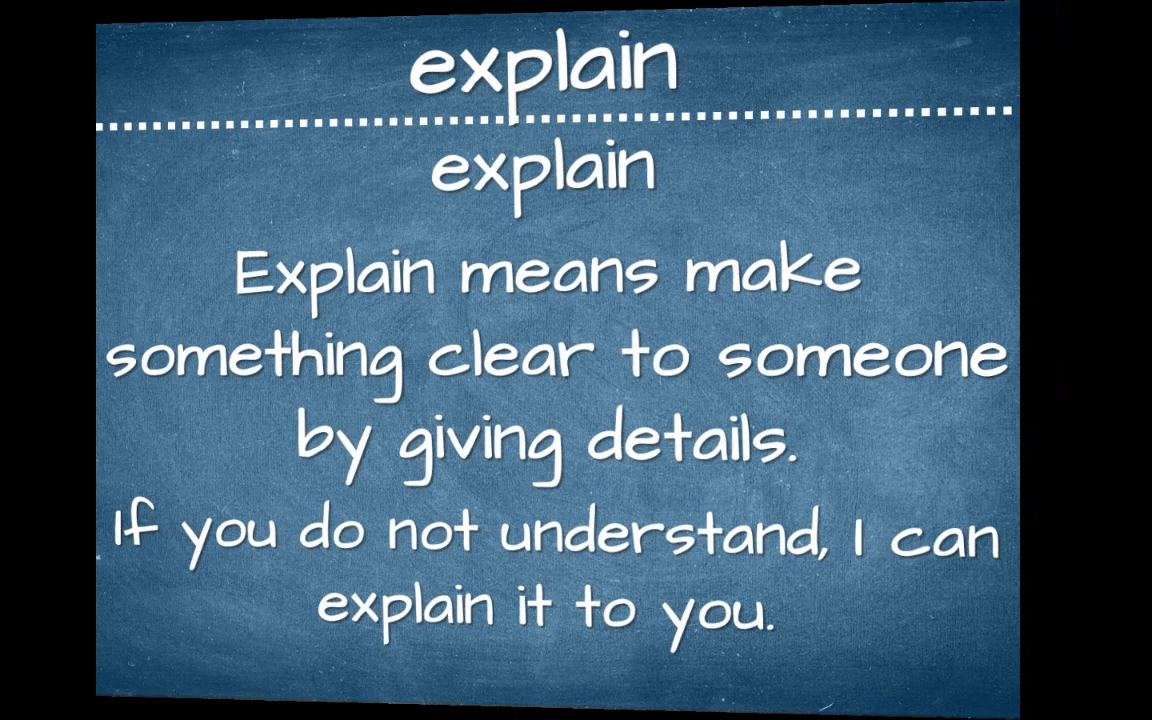 explain
explain
Explain means make
something clear to someone
by giving details.
If you do not understand, I can
explain it to you.